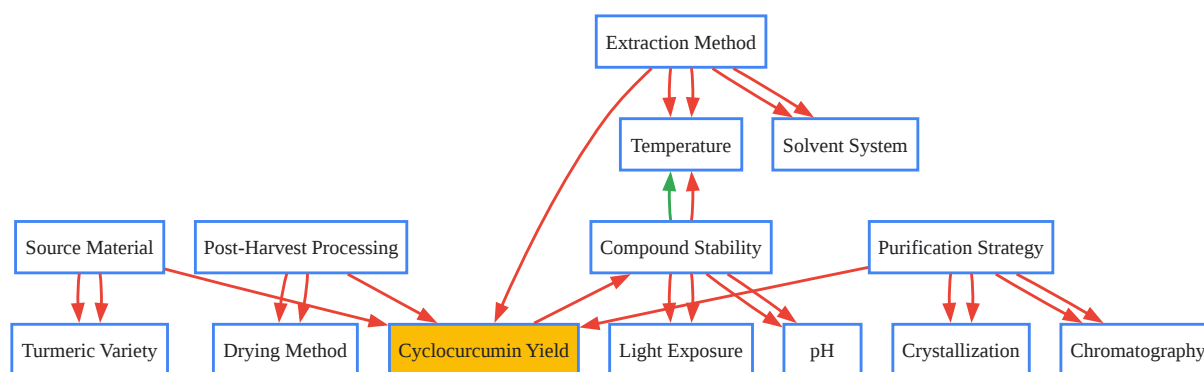 Extraction Method
Temperature
Solvent System
Source Material
Post-Harvest Processing
Compound Stability
Purification Strategy
Turmeric Variety
Drying Method
Cyclocurcumin Yield
Light Exposure
pH
Crystallization
Chromatography